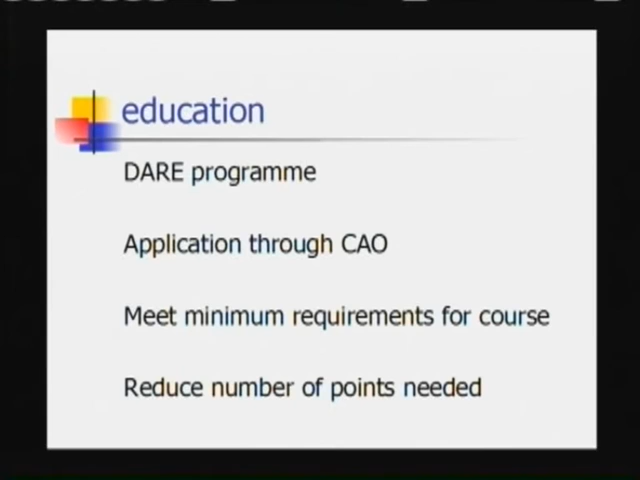 education
DARE programme
Application through CAO
Meet minimum requirements for course
Reduce number of points needed